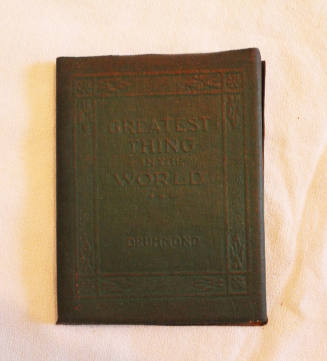 GREATEST
THING
IN THE
WORLD
DRUMMOND